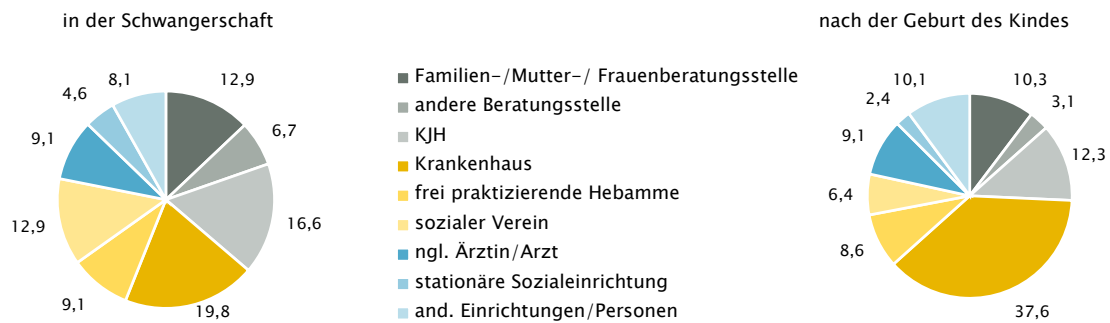 in der Schwangerschaft
12,9
6,7
16,6
19,8
9,1
12,9
9,1
4,6
8,1
Familien-/Mutter-/ Frauenberatungsstelle
andere Beratungsstelle
KJH
Krankenhaus
frei praktizierende Hebamme
sozialer Verein
ngl. Ärztin/Arzt
stationäre Sozialeinrichtung
and. Einrichtungen/Personen
nach der Geburt des Kindes
10,3
3,1
12,3
37,6
8,6
6,4
9,1
2,4
10,1